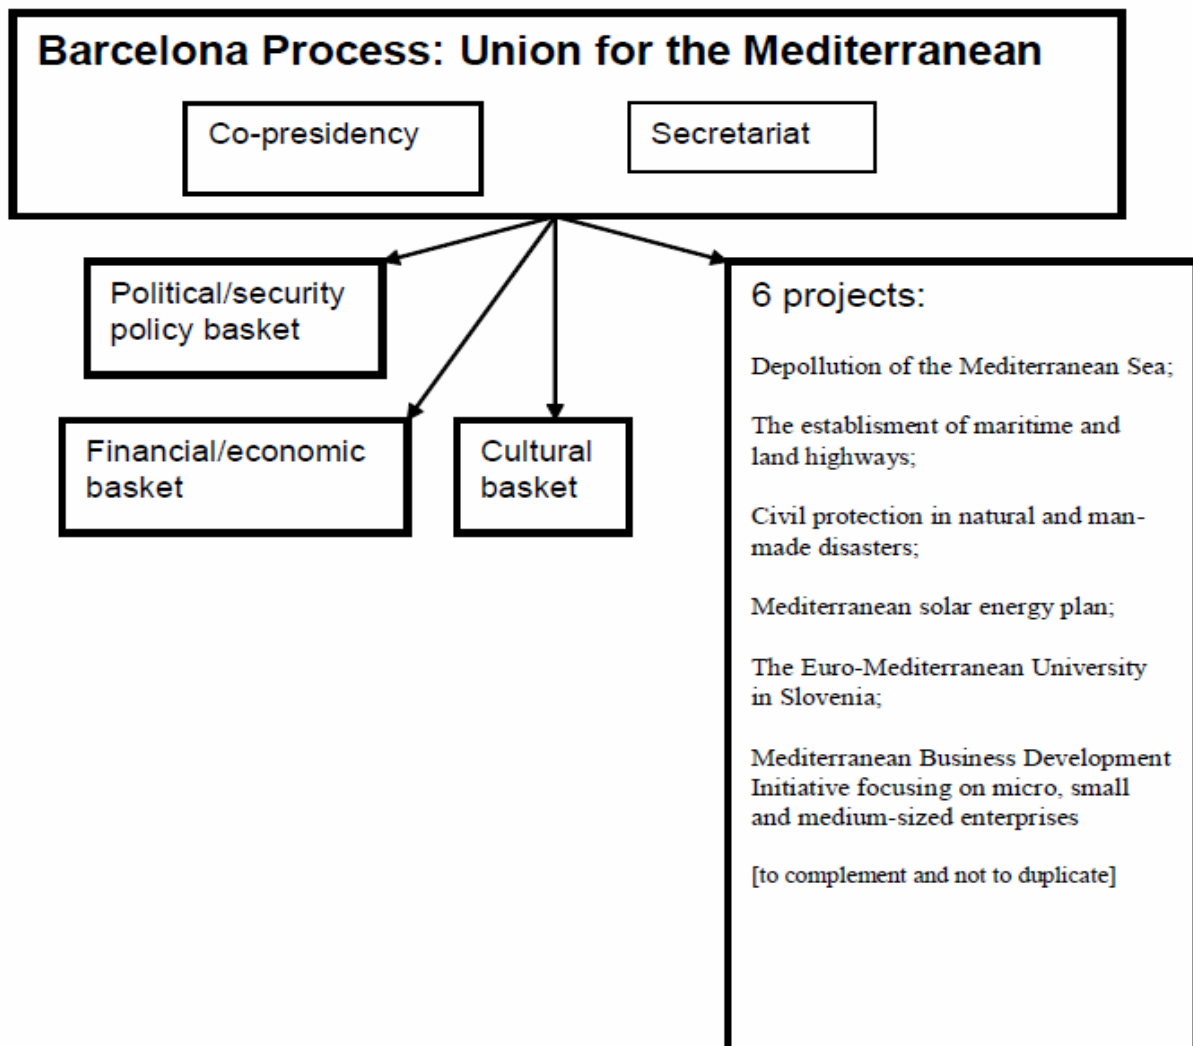 Barcelona Process: Union for the Mediterranean
Co-presidency
Secretariat
Political/security
policy basket
Financial/economic
basket
Cultural
basket
6 projects:
Depollution of the Mediterranean Sea;
The establisment of maritime and
land highways;
Civil protection in natural and man-
made disasters;
Mediterranean solar energy plan;
The Euro-Mediterranean University
in Slovenia;
Mediterranean Business Development
Initiative focusing on micro, small
and medium-sized enterprises
[to complement and not to duplicate]